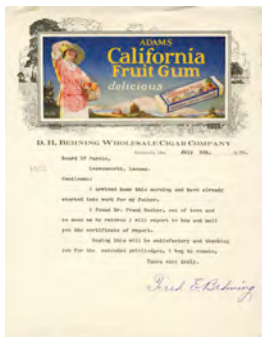 ADAMS
California
Fruit Gum
delicious
D. H. BEHNING WHOLESALE CIGAR COMPANY
July 8th.
Board Of Parole,
Leavenworth, Kansas.
Gentlemen:
I arrived home this morning and have already
started into work for my father.
I found Mr. Frank Hecker, out of town and
as soon as he returns I will report to him and mail
you the certificate of report.
Hoping this will be satisfactory and thanking
you for the extended privileges, I beg to remain,
Yours very truly,
Fred E. Behning